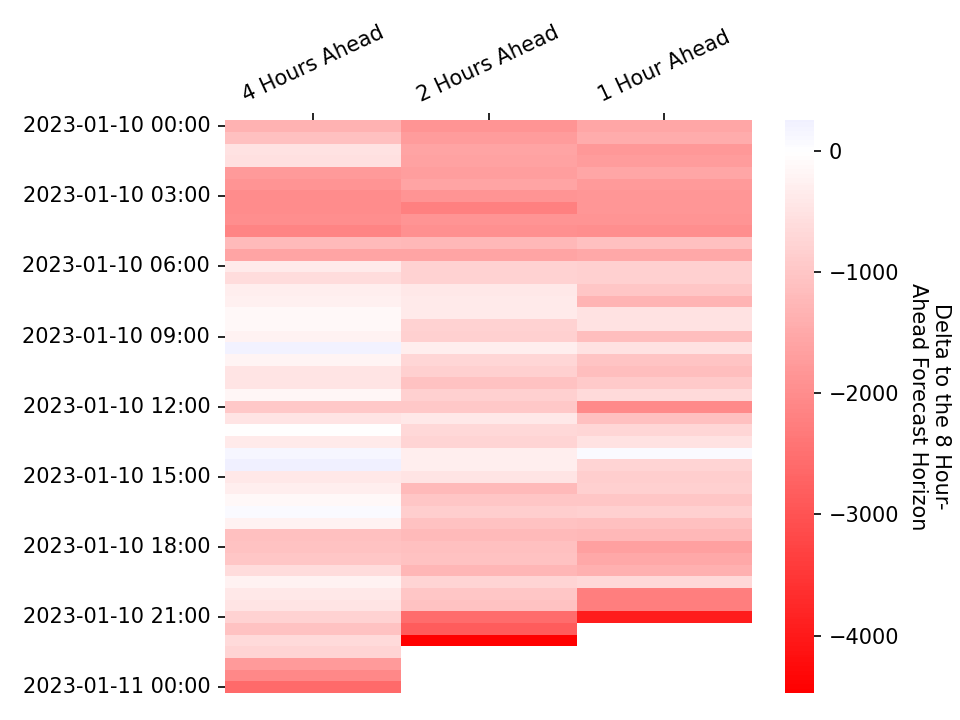 4 Hours Ahead
2 Hours Ahead
1 Hour Ahead
2023-01-10 00:00
2023-01-10 03:00
2023-01-10 06:00
2023-01-10 09:00
2023-01-10 12:00
2023-01-10 15:00
2023-01-10 18:00
2023-01-10 21:00
2023-01-11 00:00
0
−1000
−2000
−3000
−4000
Delta to the 8 Hour-
Ahead Forecast Horizon